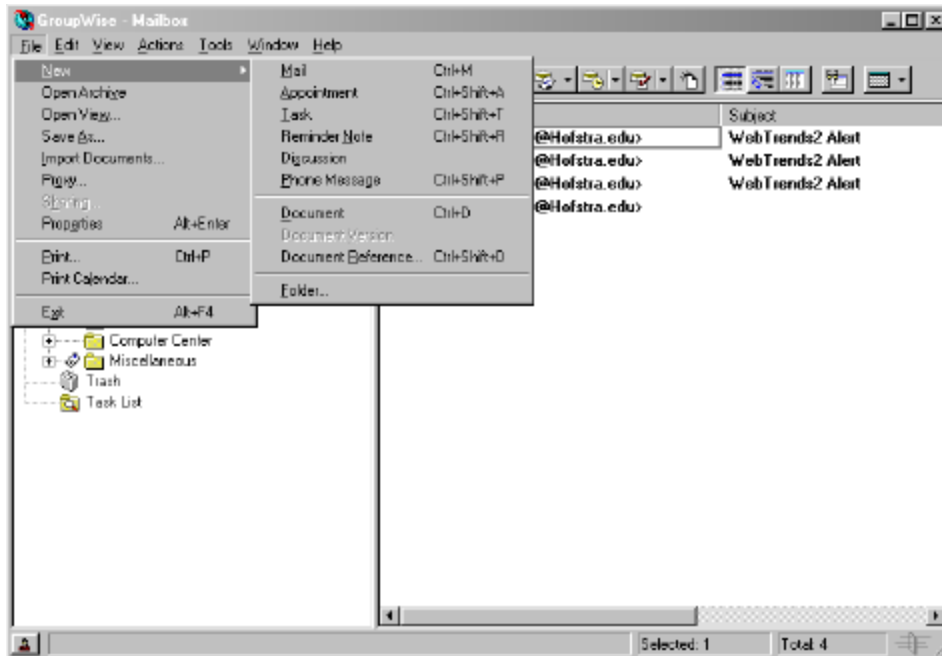 GroupWise - Mailbox
File Edit View Actions Tools Window Help
New
Open Archive
Open View...
Save As...
Import Documents...
Proxy...
Sharing...
Properties Alt+Enter
Print... Ctrl+P
Print Calendar...
Exit Alt+F4
Mail Ctrl+M
Appointment Ctrl+Shift+A
Task Ctrl+Shift+T
Reminder Note Ctrl+Shift+R
Discussion
Phone Message Ctrl+Shift+P
Document Ctrl+D
Document Version
Document Reference... Ctrl+Shift+O
Folder...
Subject
@Hofstra.edu> WebTrends2 Alert
@Hofstra.edu> WebTrends2 Alert
@Hofstra.edu> WebTrends2 Alert
@Hofstra.edu>
Computer Center
Miscellaneous
Trash
Task List
Selected: 1 Total: 4